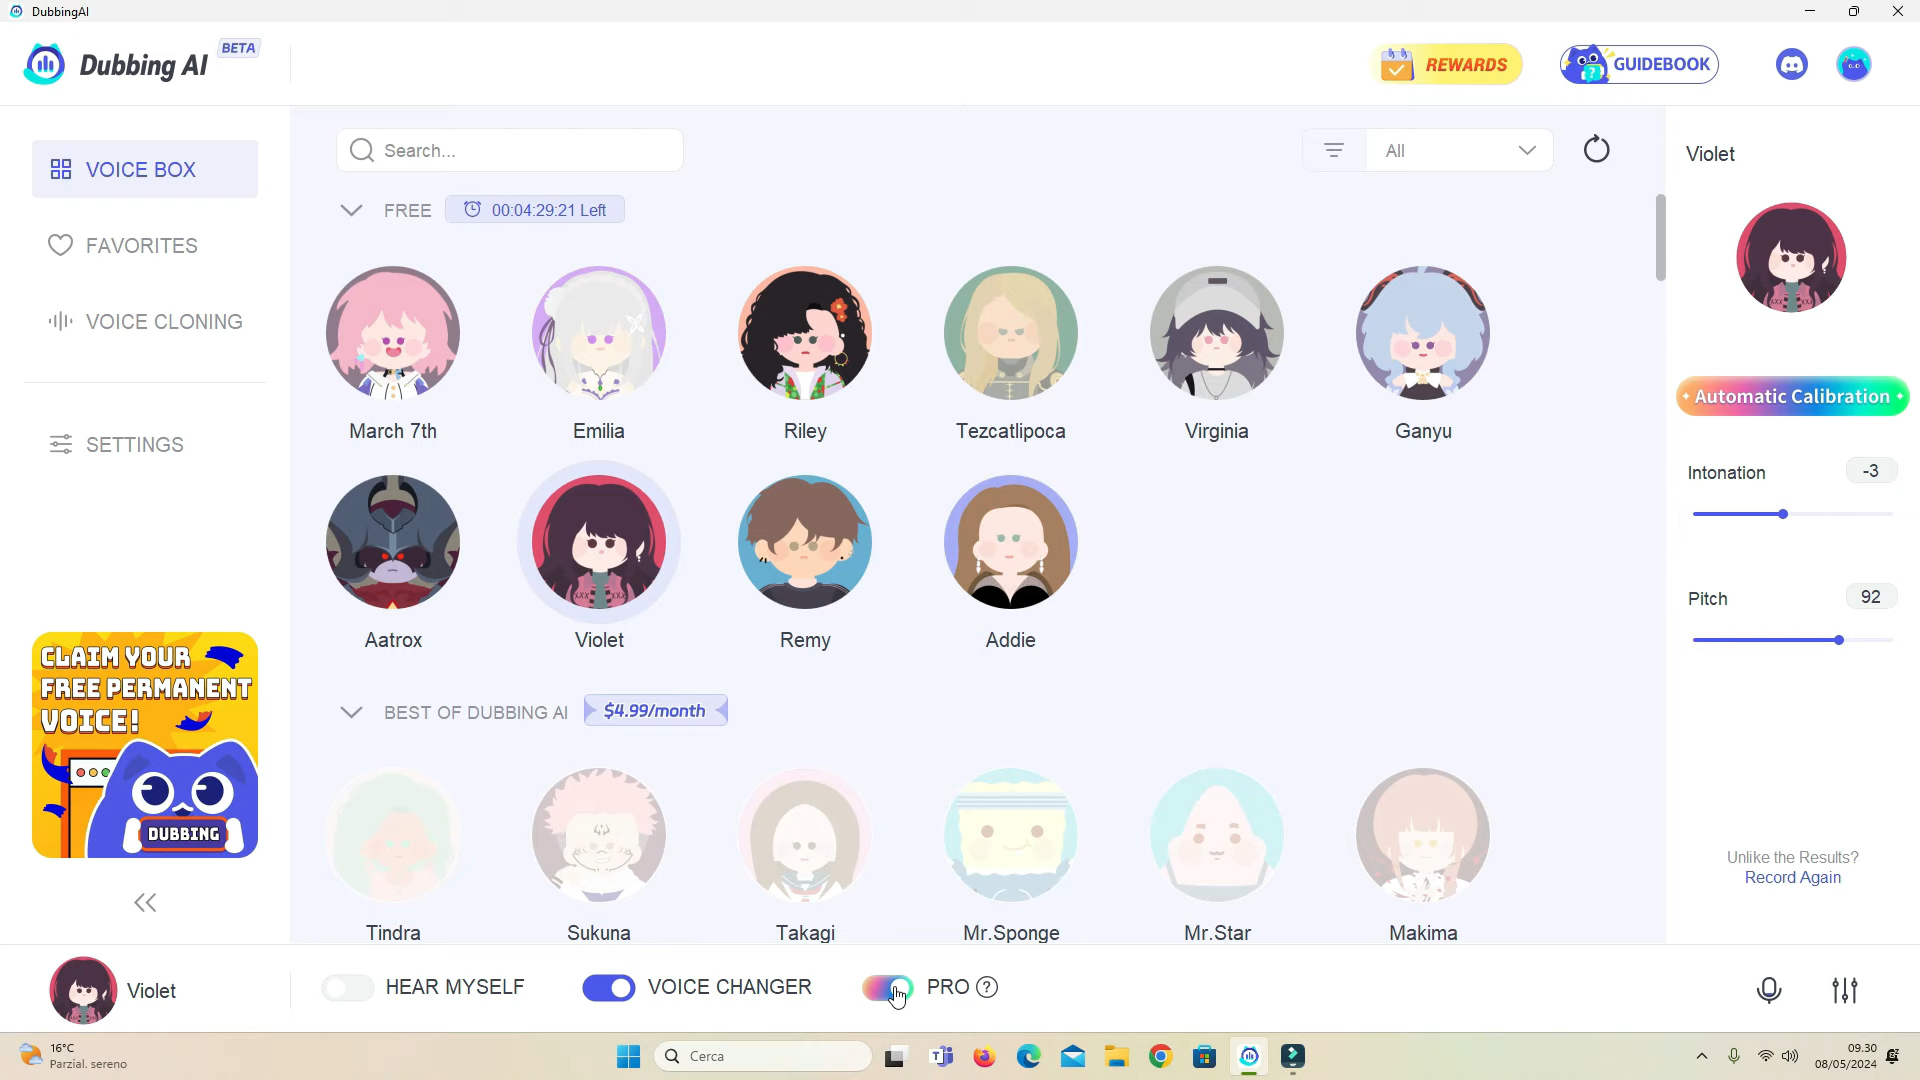 DubbingAI
Dubbing AI BETA
REWARDS
GUIDEBOOK
VOICE BOX
FAVORITES
VOICE CLONING
SETTINGS
CLAIM YOUR
FREE PERMANENT
VOICE!
DUBBING
Search...
All
FREE 00:04:29:21 Left
March 7th
Emilia
Riley
Tezcatlipoca
Virginia
Ganyu
Aatrox
Violet
Remy
Addie
BEST OF DUBBING AI $4.99/month
Tindra
Sukuna
Takagi
Mr.Sponge
Mr.Star
Makima
Violet
Automatic Calibration
Intonation -3
Pitch 92
Unlike the Results?
Record Again
Violet
HEAR MYSELF
VOICE CHANGER
PRO ?
16°C
Parzial. sereno
Cerca
09.30
08/05/2024